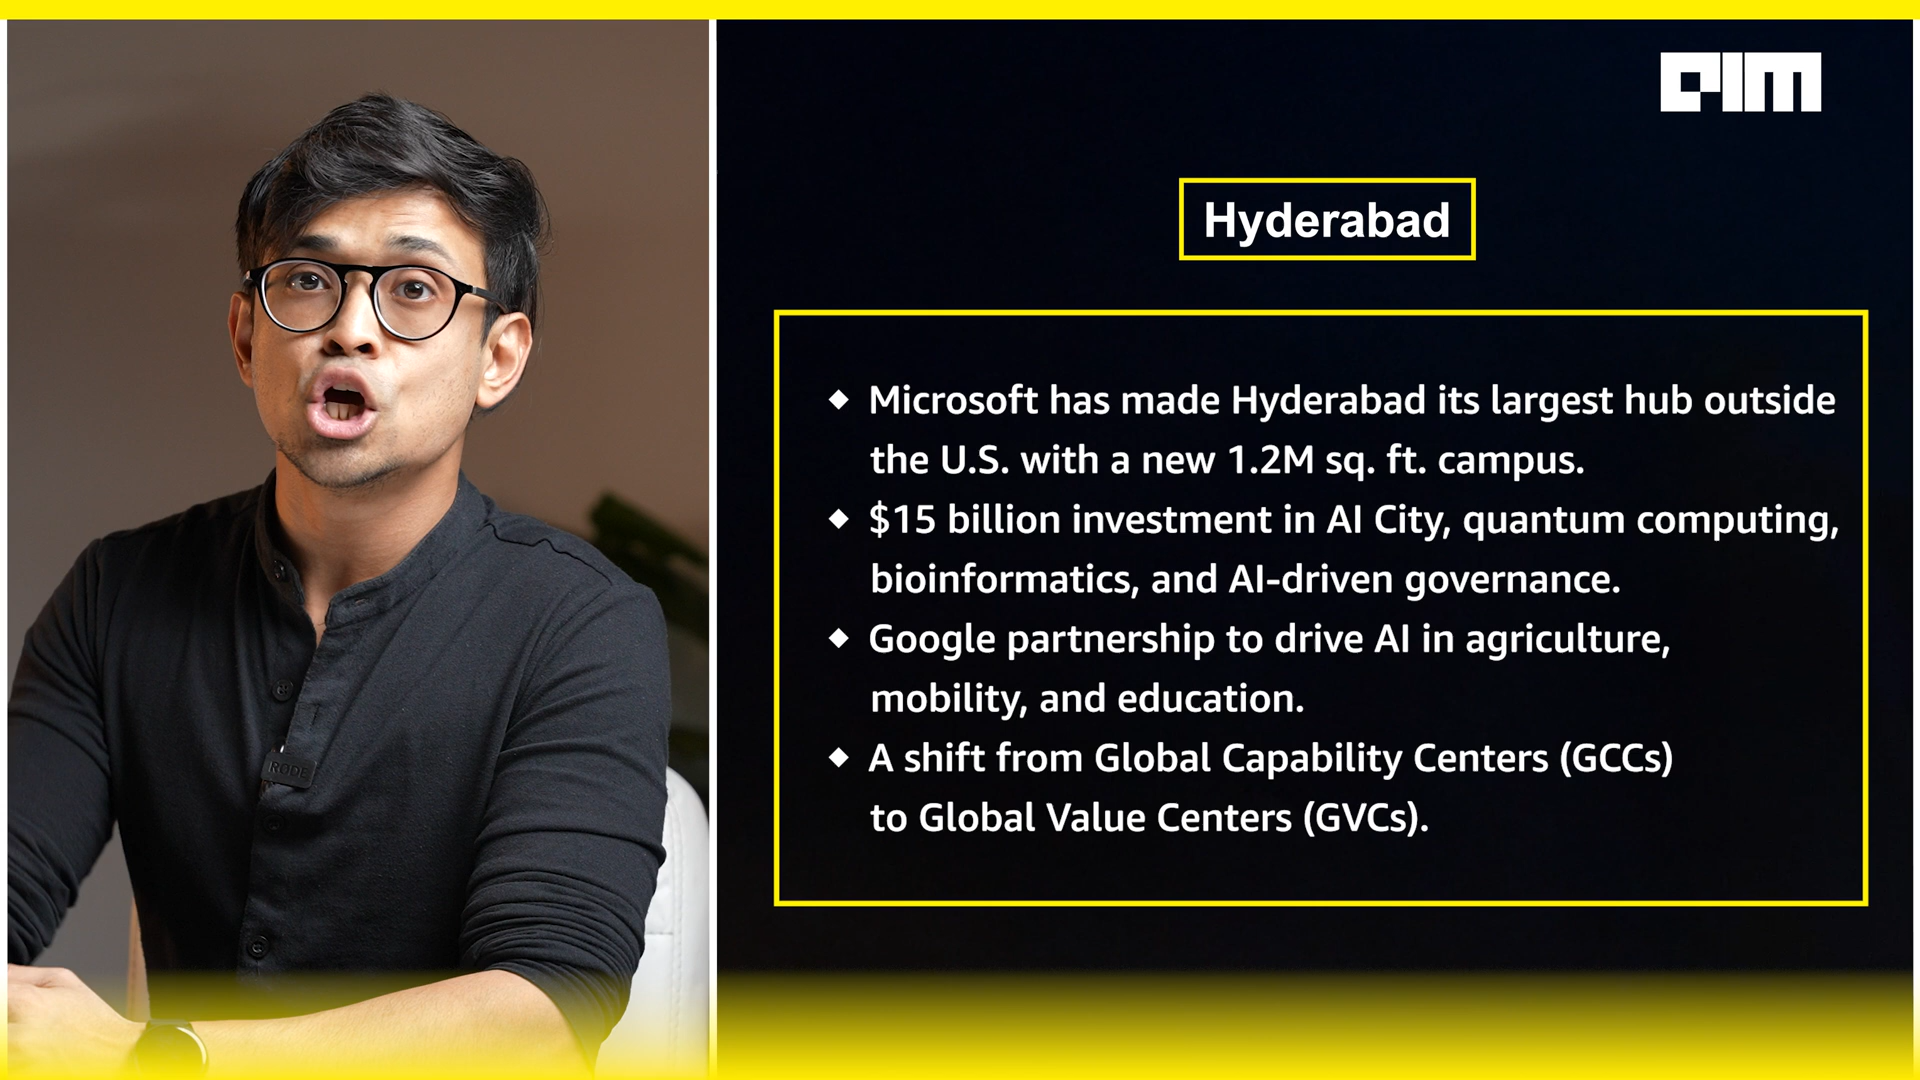 AIM
Hyderabad
◆ Microsoft has made Hyderabad its largest hub outside
the U.S. with a new 1.2M sq. ft. campus.
◆ $15 billion investment in AI City, quantum computing,
bioinformatics, and AI-driven governance.
◆ Google partnership to drive AI in agriculture,
mobility, and education.
◆ A shift from Global Capability Centers (GCCs)
to Global Value Centers (GVCs).
RODE